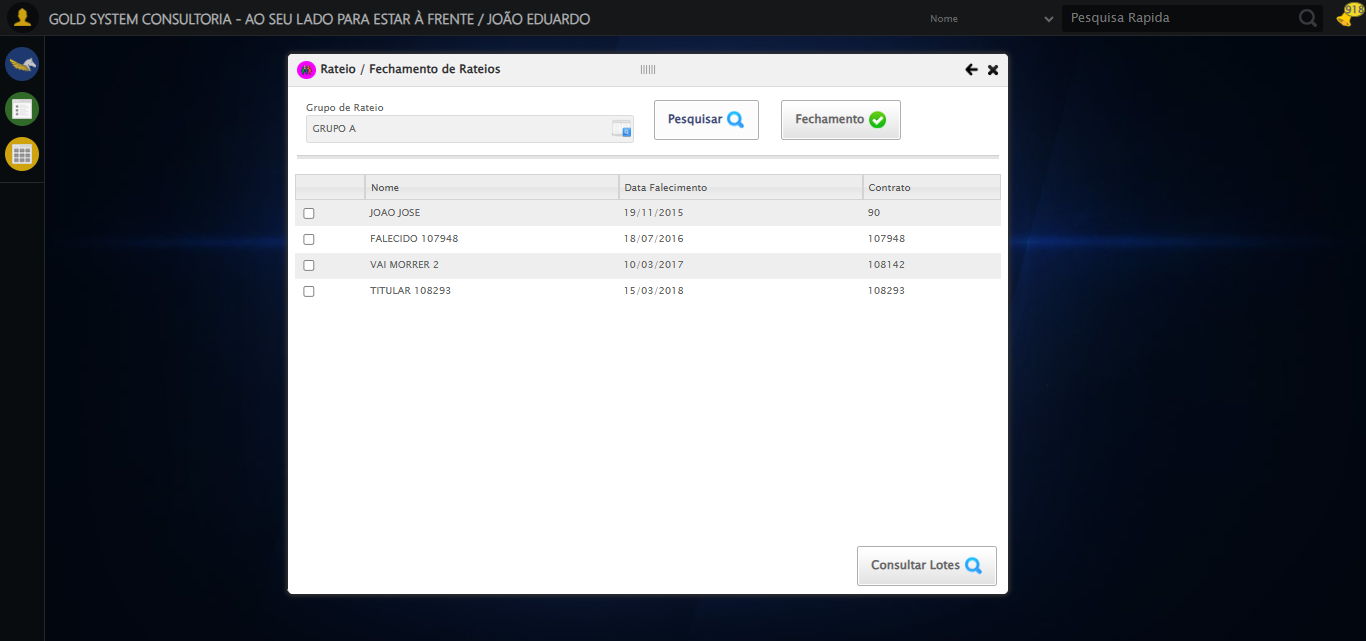 GOLD SYSTEM CONSULTORIA - AO SEU LADO PARA ESTAR À FRENTE / JOÃO EDUARDO
Nome
Pesquisa Rapida
918
Rateio / Fechamento de Rateios
Grupo de Rateio
GRUPO A
Pesquisar
Fechamento
Nome Data Falecimento Contrato
JOAO JOSE 19/11/2015 90
FALECIDO 107948 18/07/2016 107948
VAI MORRER 2 10/03/2017 108142
TITULAR 108293 15/03/2018 108293
Consultar Lotes